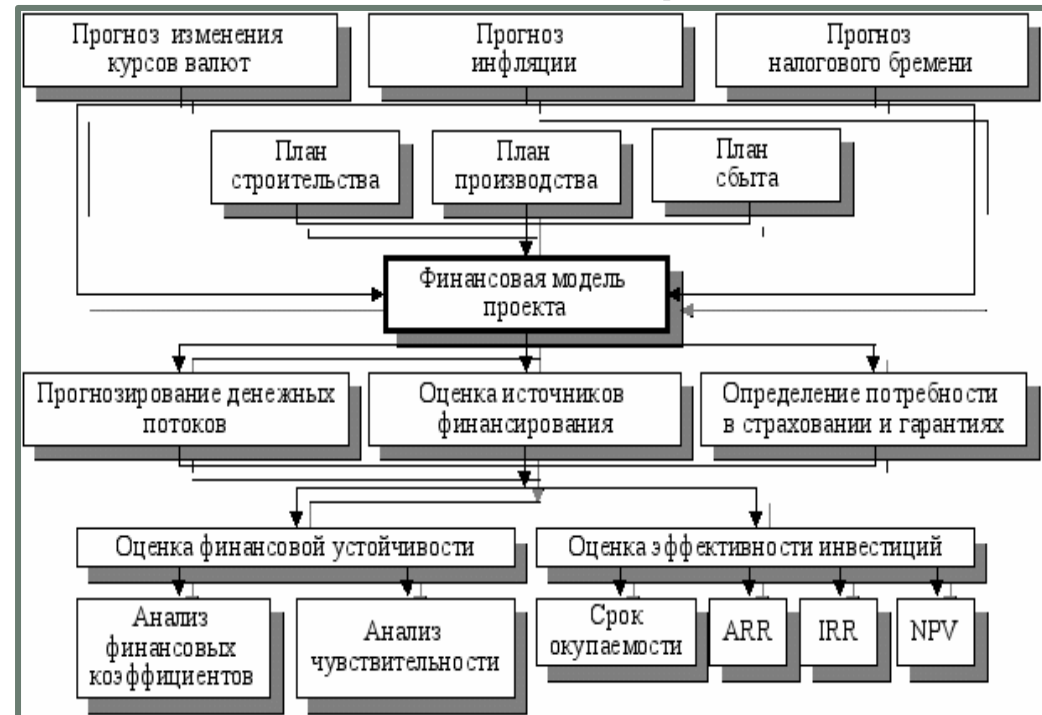 Прогноз изменения
курсов валют
Прогноз
инфляции
Прогноз
налогового бремени
План
строительства
План
производства
План
сбыта
Финансовая модель
проекта
Прогнозирование денежных
потоков
Оценка источников
финансирования
Определение потребности
в страховании и гарантиях
Оценка финансовой устойчивости
Оценка эффективности инвестиций
Анализ
финансовых
коэффициентов
Анализ
чувствительности
Срок
окупаемости
ARR
IRR
NPV